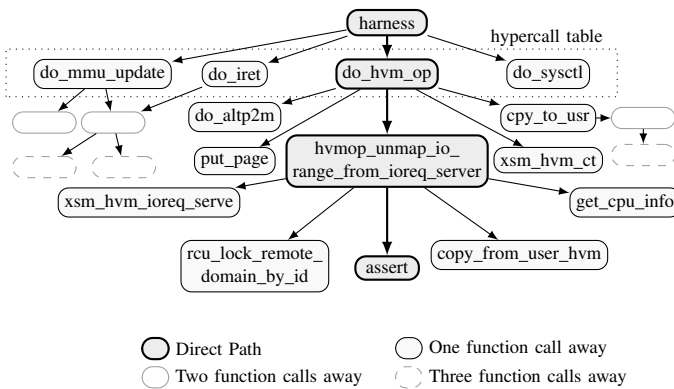 harness
hypercall table
do_mmu_update
do_iret
do_hvm_op
do_sysctl
do_altp2m
cpy_to_usr
put_page
hvmop_unmap_io_
range_from_ioreq_server
xsm_hvm_ct
xsm_hvm_ioreq_serve
get_cpu_info
rcu_lock_remote_
domain_by_id
assert
copy_from_user_hvm
Direct Path
One function call away
Two function calls away
Three function calls away